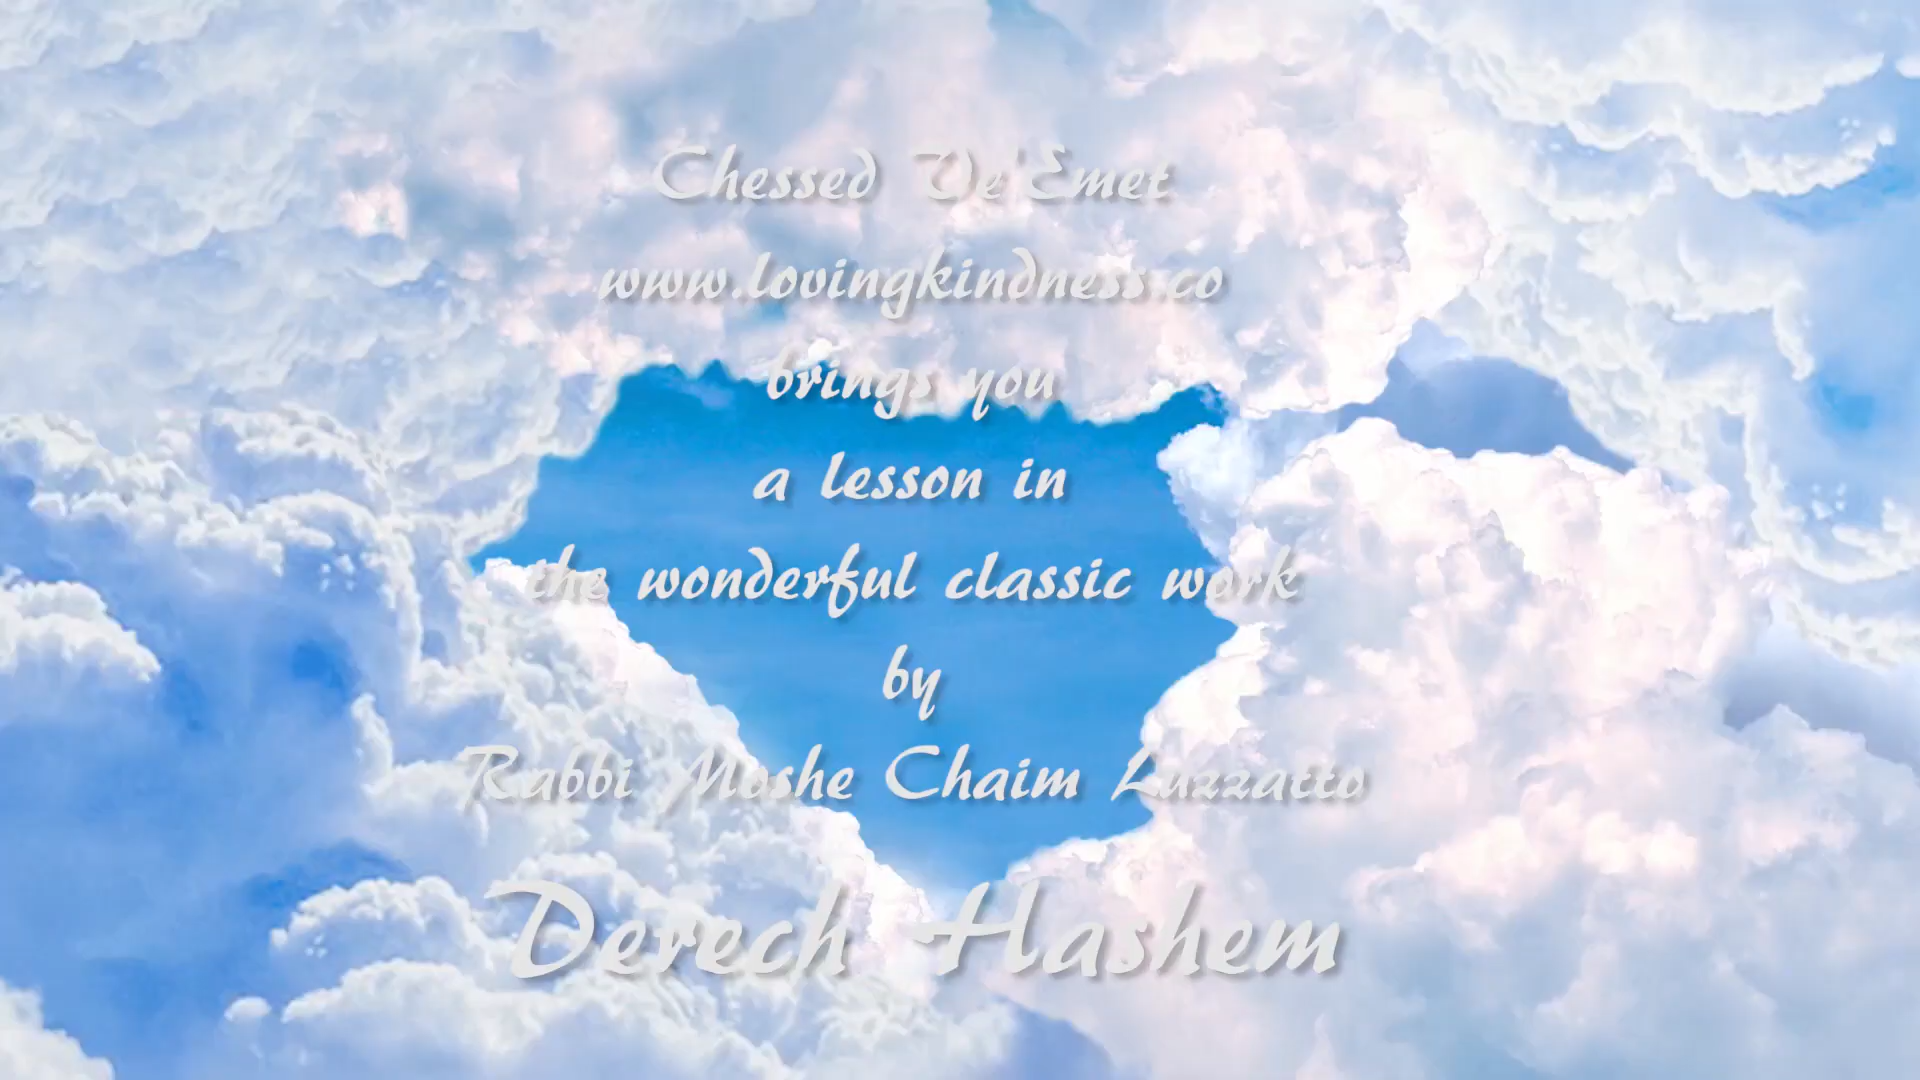 Chessed Ve'Emet
www.lovingkindness.co
brings you
a lesson in
the wonderful classic work
by
Rabbi Moshe Chaim Luzzatto
Derech Hashem